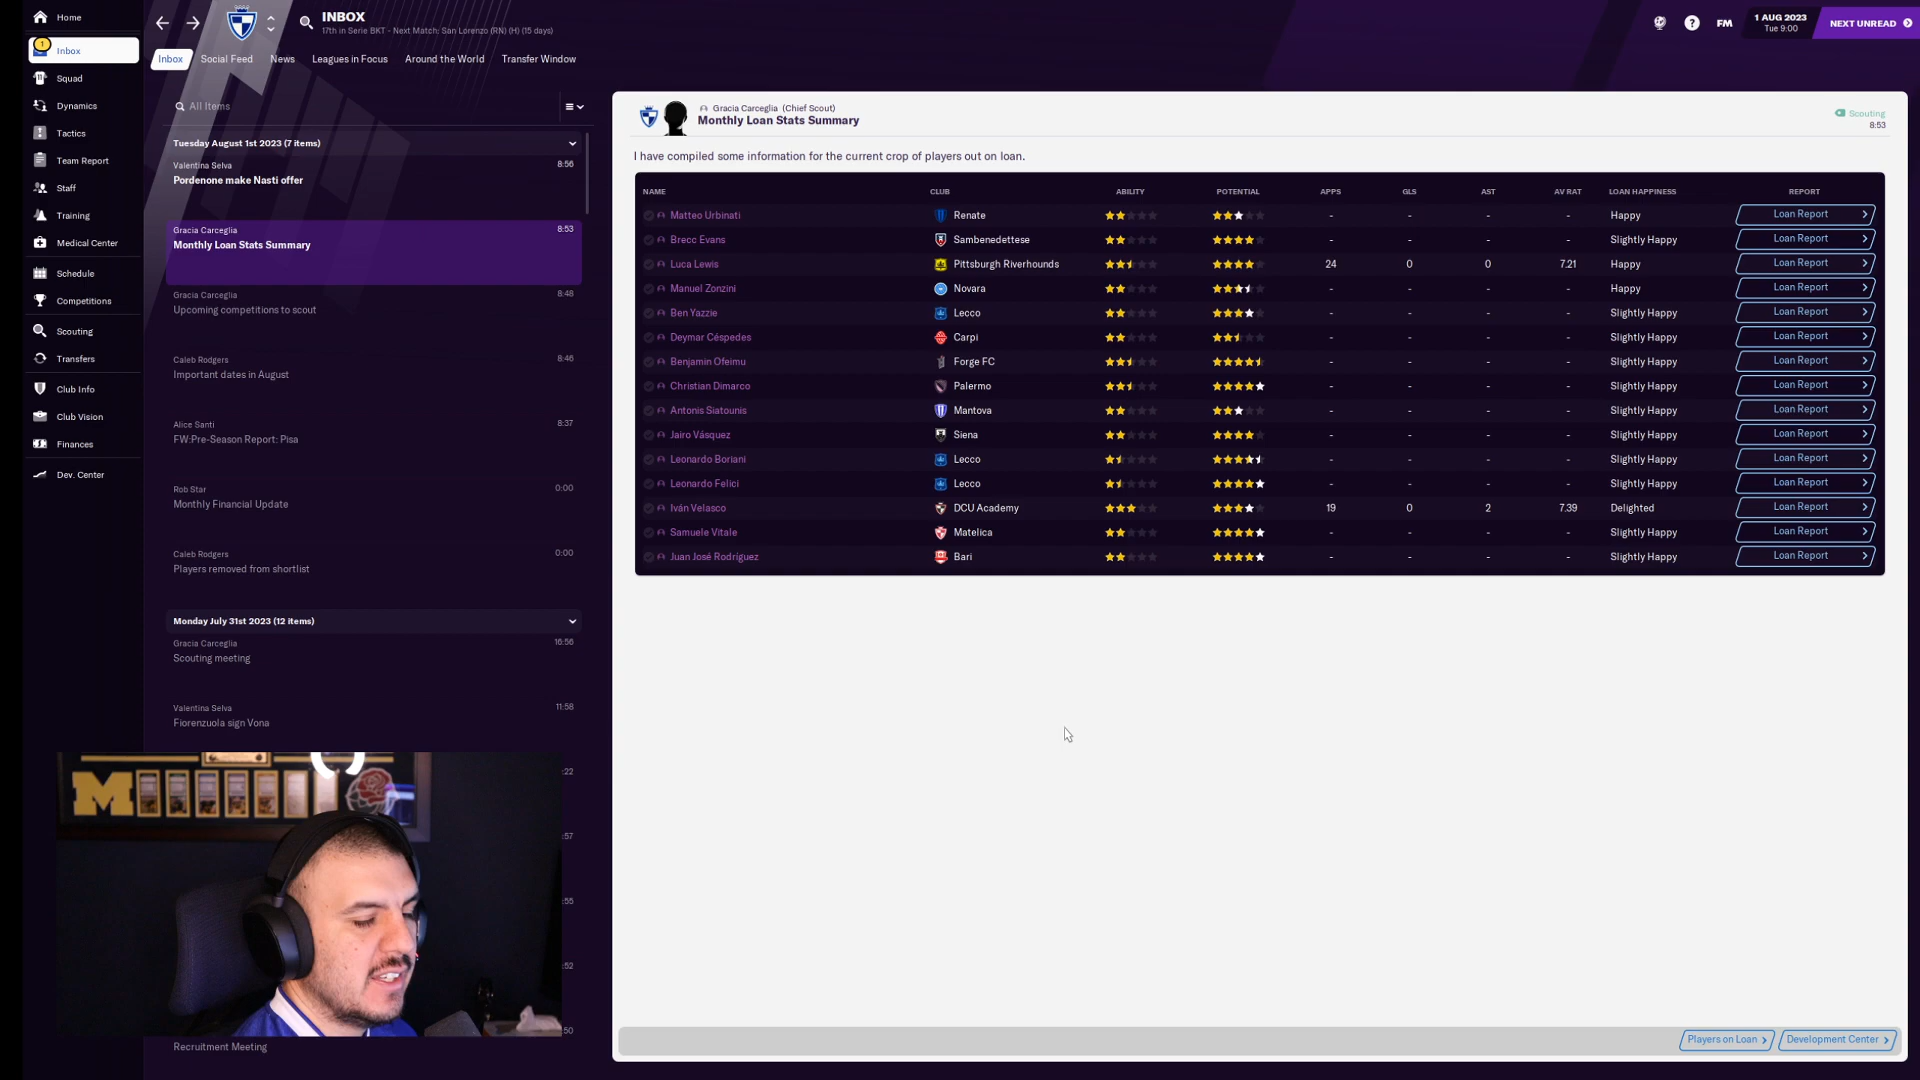 Home
Inbox
1
Squad
Dynamics
Tactics
Team Report
Staff
Training
Medical Center
Schedule
Competitions
Scouting
Transfers
Club Info
Club Vision
Finances
Dev. Center
INBOX
17th in Serie BKT - Next Match: San Lorenzo (RN) (H) (15 days)
FM
1 AUG 2023
Tue 9:00
NEXT UNREAD
Inbox Social Feed News Leagues in Focus Around the World Transfer Window
All Items
Tuesday August 1st 2023 (7 items)
Valentina Selva 8:56
Pordenone make Nasti offer
Gracia Carceglia 8:53
Monthly Loan Stats Summary
Gracia Carceglia 8:48
Upcoming competitions to scout
Caleb Rodgers 8:46
Important dates in August
Alice Santi 8:37
FW:Pre-Season Report: Pisa
Rob Star 0:00
Monthly Financial Update
Caleb Rodgers 0:00
Players removed from shortlist
Monday July 31st 2023 (12 items)
Gracia Carceglia 16:56
Scouting meeting
Valentina Selva 11:58
Fiorenzuola sign Vona
:22
:57
:55
:52
:50
M
Recruitment Meeting
Gracia Carceglia (Chief Scout)
Monthly Loan Stats Summary
Scouting
8:53
I have compiled some information for the current crop of players out on loan.
NAME CLUB ABILITY POTENTIAL APPS GLS AST AV RAT LOAN HAPPINESS REPORT
Matteo Urbinati Renate - - - - Happy Loan Report
Brecc Evans Sambenedettese - - - - Slightly Happy Loan Report
Luca Lewis Pittsburgh Riverhounds 24 0 0 7.21 Happy Loan Report
Manuel Zonzini Novara - - - - Happy Loan Report
Ben Yazzie Lecco - - - - Slightly Happy Loan Report
Deymar Céspedes Carpi - - - - Slightly Happy Loan Report
Benjamin Ofeimu Forge FC - - - - Slightly Happy Loan Report
Christian Dimarco Palermo - - - - Slightly Happy Loan Report
Antonis Siatounis Mantova - - - - Slightly Happy Loan Report
Jairo Vásquez Siena - - - - Slightly Happy Loan Report
Leonardo Boriani Lecco - - - - Slightly Happy Loan Report
Leonardo Felici Lecco - - - - Slightly Happy Loan Report
Iván Velasco DCU Academy 19 0 2 7.39 Delighted Loan Report
Samuele Vitale Matelica - - - - Slightly Happy Loan Report
Juan José Rodríguez Bari - - - - Slightly Happy Loan Report
Players on Loan
Development Center